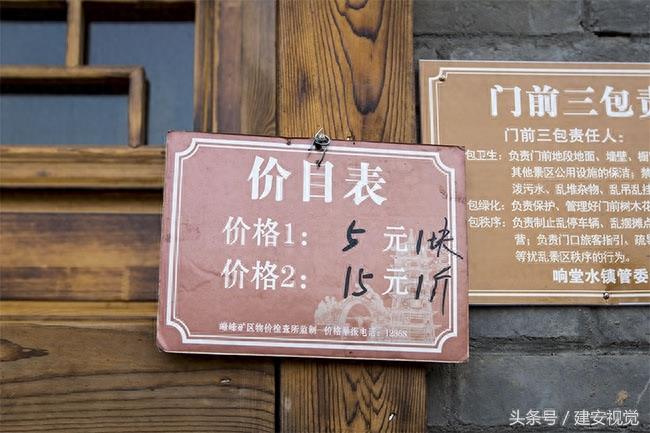 价目表
价格1： 5 元 1块
价格2： 15 元 1斤
峰峰矿区物价检查所监制 价格举报电话：12358
门前三包责
门前三包责任人：
包卫生：负责门前地段地面、墙壁、橱
其他景区公用设施的保洁；禁
泼污水、乱堆杂物、乱吊乱挂
包绿化：负责保护、管理好门前树木花
包秩序：负责制止乱停车辆、乱摆摊点
营；负责门口旅客指引、疏导
等扰乱景区秩序的行为。
响堂水镇管委
头条号 / 建安视觉